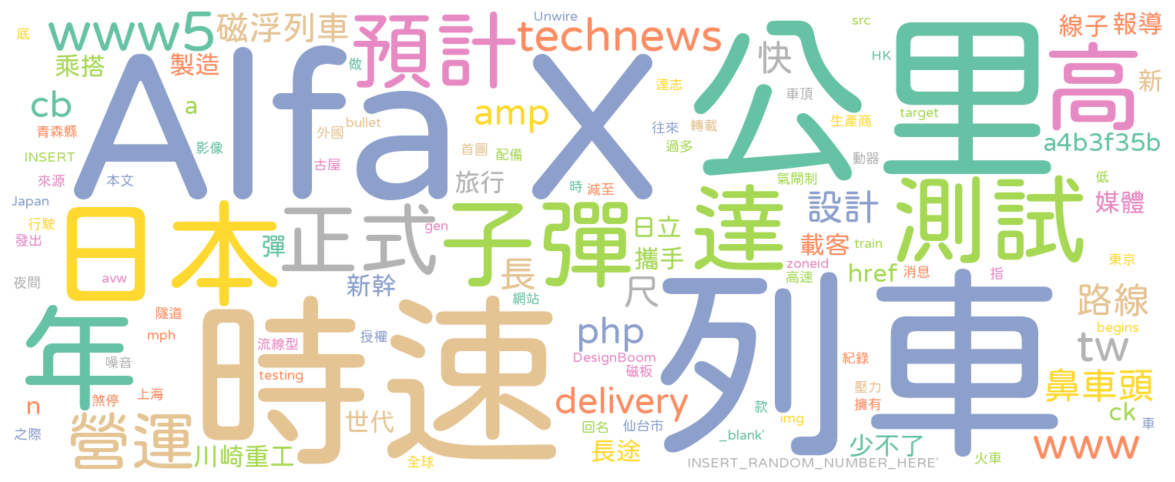 底
www5
磁浮列車
做
預計
Unwire
technews
公里
src
HK
線子
報導
乘搭
製造
Alfa
X
快
高
新
cb
a
青森縣
影像
外國
bullet
amp
達志
車頂
往來
轉載
生產商
target
a4b3f35b
INSERT
古屋
首圖
配備
過多
動器
來源
本文
旅行
時
減至
氣閘制
低
媒體
Japan
行駛
發出
日本
彈
正式
gen
子彈
日立
攜手
達
設計
測試
載客
train
夜間
avw
新幹
長
網站
尺
zoneid
高速
href
消息
指
東京
年
隧道
mph
噪音
時速
流線型
授權
php
DesignBoom
磁板
列車
紀錄
路線
begins
tw
testing
n
煞停
上海
之際
營運
川崎重工
世代
全球
delivery
回名
仙台市
長途
款
img
_blank'
壓力
擁有
少不了
鼻車頭
ck
車
www
火車
INSERT_RANDOM_NUMBER_HERE'